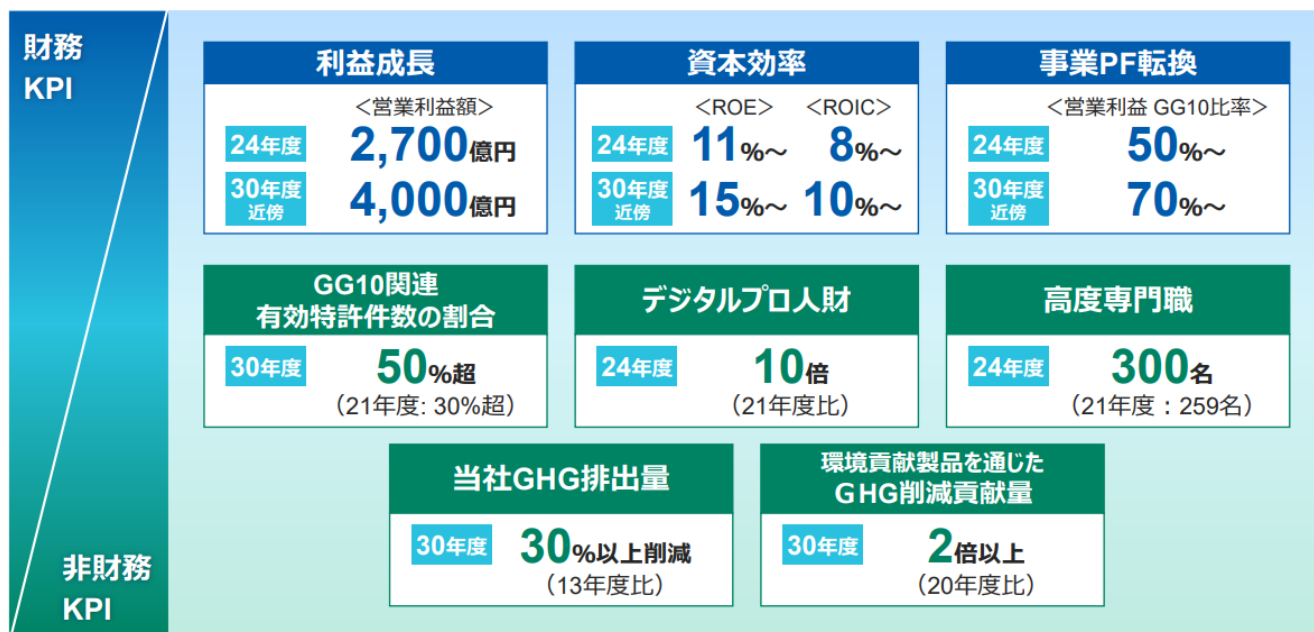 財務
KPI
利益成長
＜営業利益額＞
24年度 2,700億円
30年度
近傍 4,000億円
資本効率
＜ROE＞ ＜ROIC＞
24年度 11%～ 8%～
30年度
近傍 15%～ 10%～
事業PF転換
＜営業利益 GG10比率＞
24年度 50%～
30年度
近傍 70%～
GG10関連
有効特許件数の割合
30年度 50%超
（21年度: 30%超）
デジタルプロ人財
24年度 10倍
（21年度比）
高度専門職
24年度 300名
（21年度：259名）
当社GHG排出量
30年度 30%以上削減
（13年度比）
環境貢献製品を通じた
GHG削減貢献量
30年度 2倍以上
（20年度比）
非財務
KPI